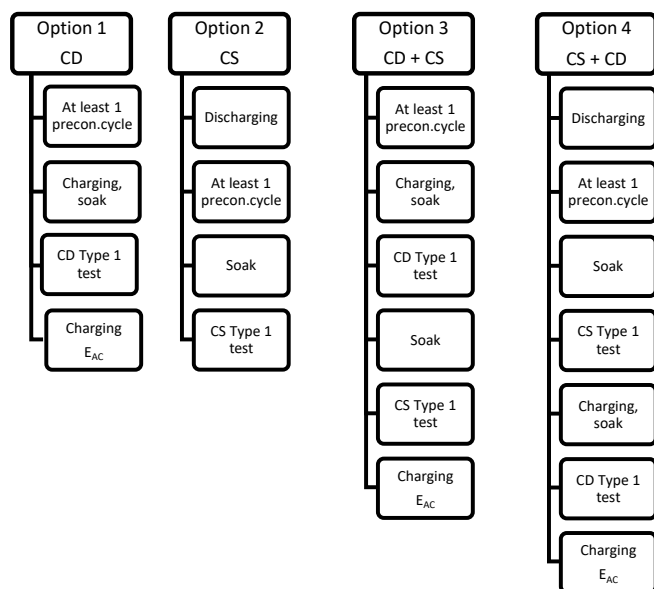 Option 1
CD
At least 1
precon.cycle
Charging,
soak
CD Type 1
test
Charging
EAC
Option 2
CS
Discharging
At least 1
precon.cycle
Soak
CS Type 1
test
Option 3
CD + CS
At least 1
precon.cycle
Charging,
soak
CD Type 1
test
Soak
CS Type 1
test
Charging
EAC
Option 4
CS + CD
Discharging
At least 1
precon.cycle
Soak
CS Type 1
test
Charging,
soak
CD Type 1
test
Charging
EAC